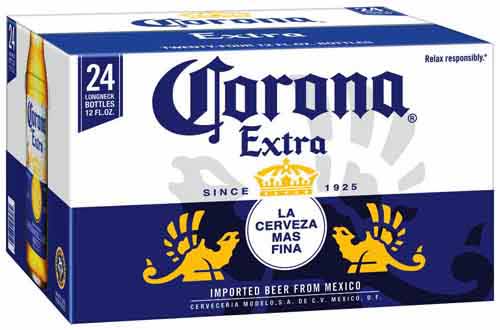 Corona
Extra
TWENTY-FOUR 12 FL.OZ. BOTTLES
24
24
LONGNECK
BOTTLES
12 FL.OZ.
Relax responsibly.*
Corona®
Extra
SINCE 1925
LA
CERVEZA
MAS
FINA
IMPORTED BEER FROM MEXICO
CERVECERIA MODELO, S.A. DE C.V. MEXICO, D.F.